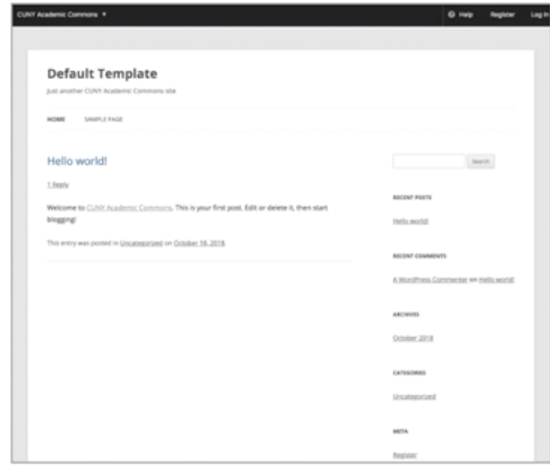 CUNY Academic Commons
Help Register Log In
Default Template
Just another CUNY Academic Commons site
HOME SAMPLE PAGE
Hello world!
1 Reply
Welcome to CUNY Academic Commons. This is your first post. Edit or delete it, then start
blogging!
This entry was posted in Uncategorized on October 18, 2018.
Search
RECENT POSTS
Hello world!
RECENT COMMENTS
A WordPress Commenter on Hello world!
ARCHIVES
October 2018
CATEGORIES
Uncategorized
META
Register